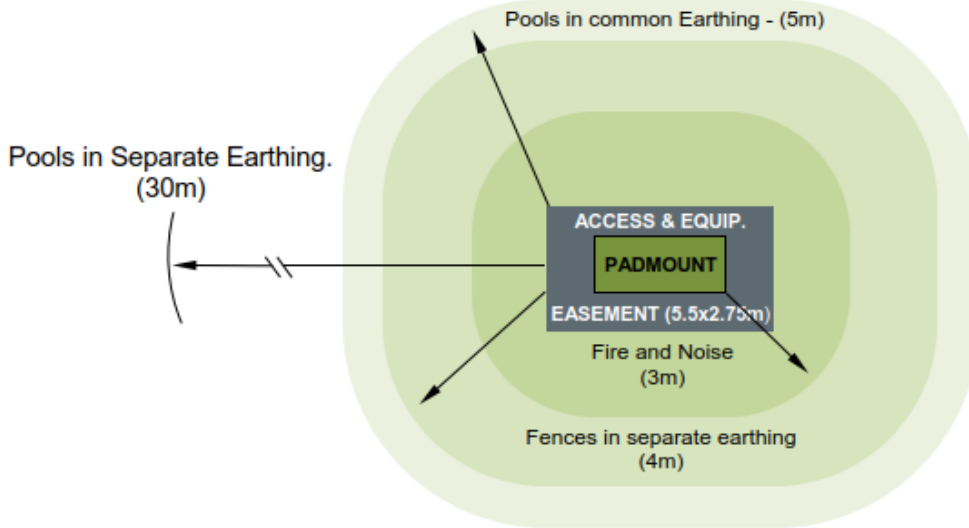 Pools in common Earthing - (5m)
Pools in Separate Earthing.
(30m)
ACCESS & EQUIP.
PADMOUNT
EASEMENT (5.5x2.75m)
Fire and Noise
(3m)
Fences in separate earthing
(4m)